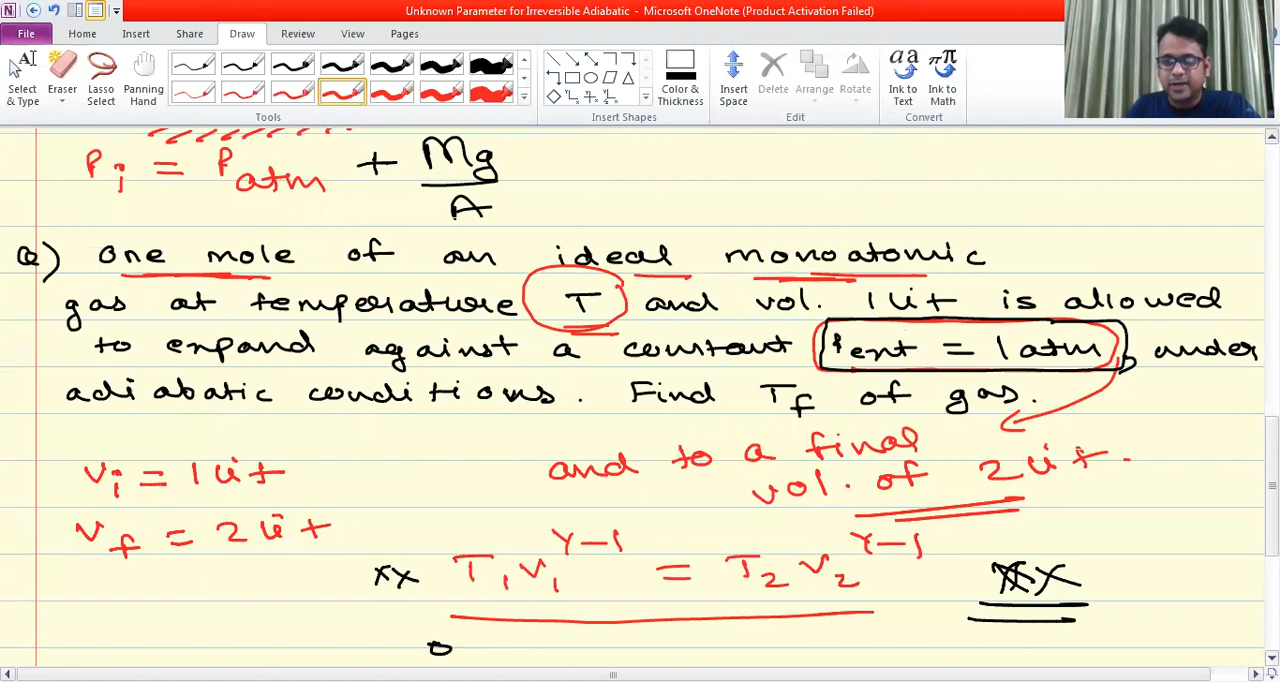 Unknown Parameter for Irreversible Adiabatic - Microsoft OneNote (Product Activation Failed)
File Home Insert Share Draw Review View Pages
Select & Type
Eraser
Lasso Select
Panning Hand
Color & Thickness
Insert Space
Delete
Arrange
Rotate
Ink to Text
Ink to Math
Tools
Insert Shapes
Edit
Convert
Pi = Patm + Mg/A
Q) One mole of an ideal monoatomic
gas at temperature T and vol. 1 lit is allowed
to expand against a constant Pext = 1 atm, under
adiabatic conditions. Find Tf of gas.
and to a final
vol. of 2 lit.
Vi = 1 lit
Vf = 2 lit
xx T₁V₁^γ-1 = T₂V₂^γ-1 xx